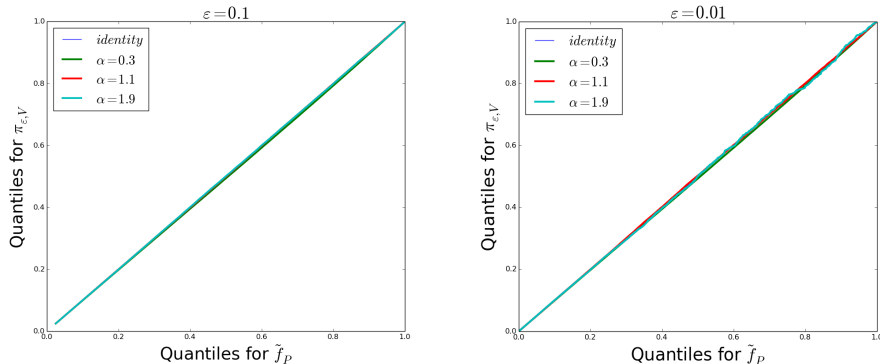 ε=0.1
identity
α=0.3
α=1.1
α=1.9
1.0
0.8
0.6
0.4
0.2
0.0
0.0 0.2 0.4 0.6 0.8 1.0
Quantiles for π_{ε,V}
Quantiles for f̃_P
ε=0.01
identity
α=0.3
α=1.1
α=1.9
1.0
0.8
0.6
0.4
0.2
0.0
0.0 0.2 0.4 0.6 0.8 1.0
Quantiles for π_{ε,V}
Quantiles for f̃_P